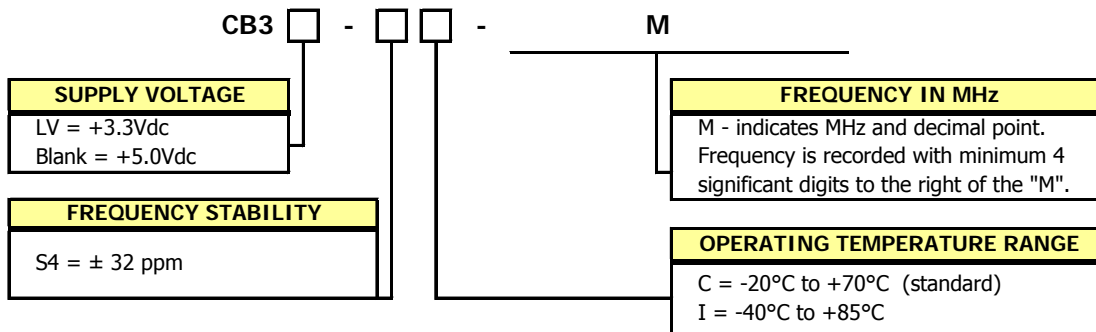 CB3 - - M
SUPPLY VOLTAGE
LV = +3.3Vdc
Blank = +5.0Vdc
FREQUENCY STABILITY
S4 = ± 32 ppm
FREQUENCY IN MHz
M - indicates MHz and decimal point.
Frequency is recorded with minimum 4
significant digits to the right of the "M".
OPERATING TEMPERATURE RANGE
C = -20°C to +70°C (standard)
I = -40°C to +85°C